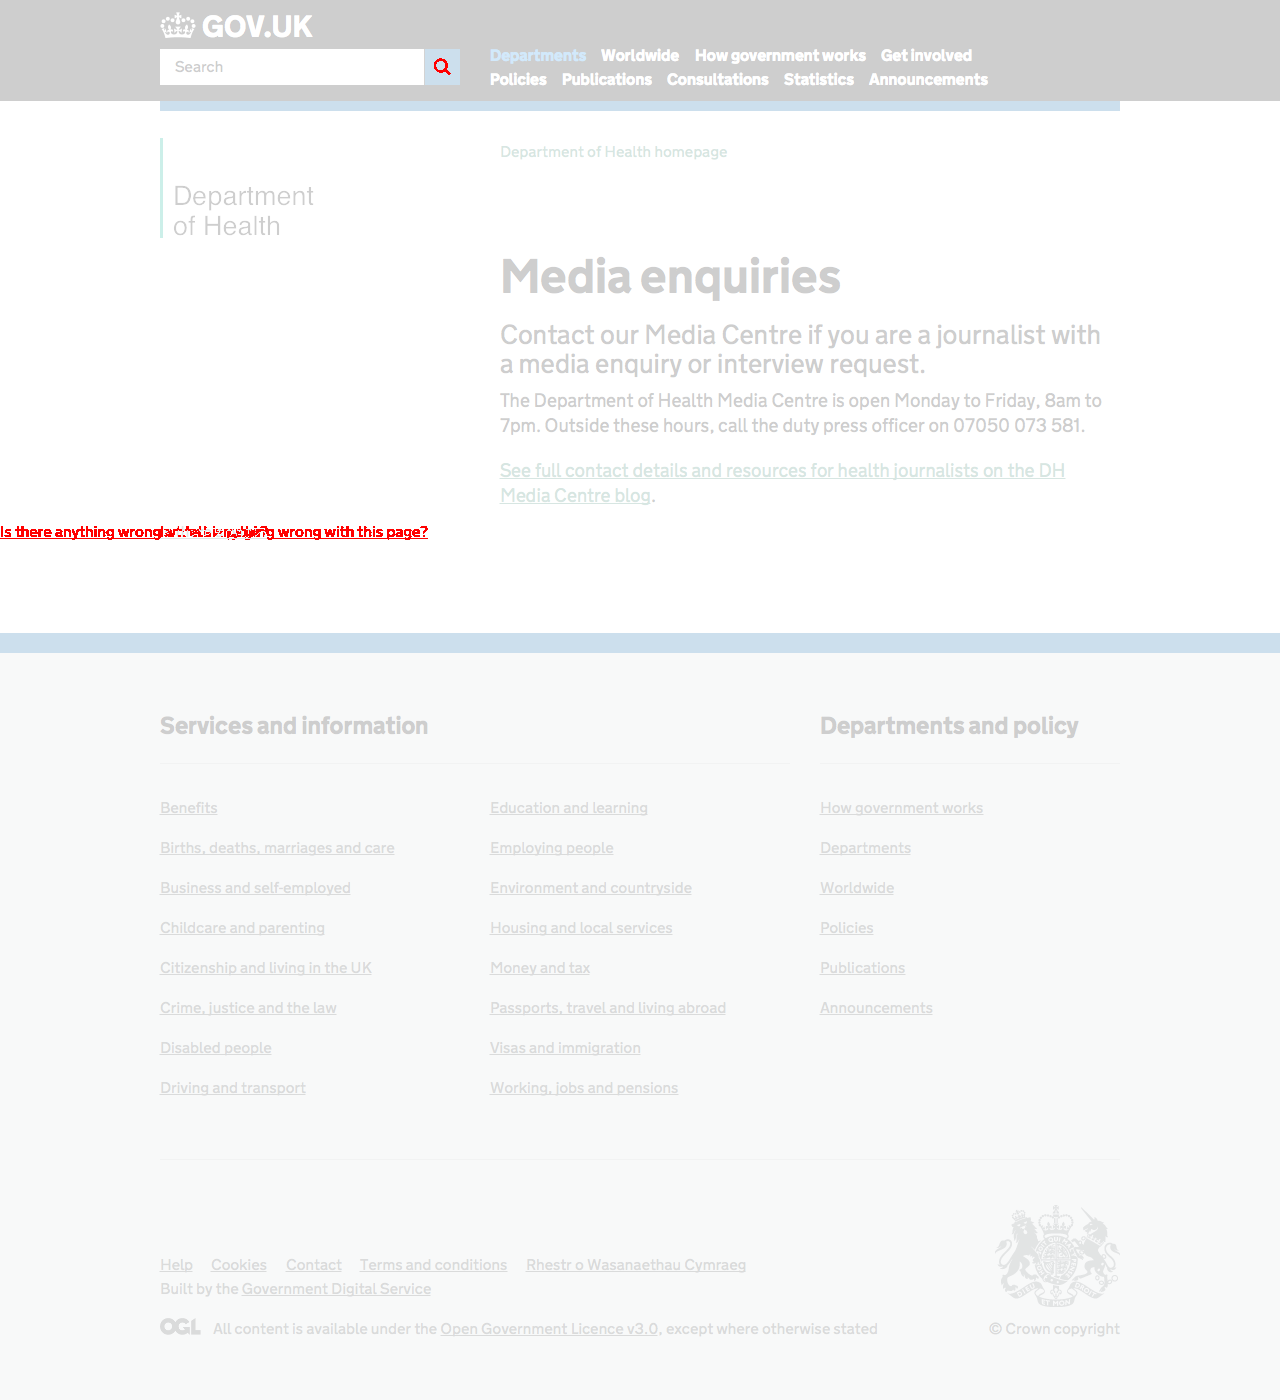 GOV.UK
Search
Departments Worldwide How government works Get involved
Policies Publications Consultations Statistics Announcements
Department of Health homepage
Department
of Health
Media enquiries
Contact our Media Centre if you are a journalist with
a media enquiry or interview request.
The Department of Health Media Centre is open Monday to Friday, 8am to
7pm. Outside these hours, call the duty press officer on 07050 073 581.
See full contact details and resources for health journalists on the DH
Media Centre blog.
Is there anything wrong with this page?
Services and information
Departments and policy
Benefits Education and learning How government works
Births, deaths, marriages and care Employing people Departments
Business and self-employed Environment and countryside Worldwide
Childcare and parenting Housing and local services Policies
Citizenship and living in the UK Money and tax Publications
Crime, justice and the law Passports, travel and living abroad Announcements
Disabled people Visas and immigration
Driving and transport Working, jobs and pensions
Help Cookies Contact Terms and conditions Rhestr o Wasanaethau Cymraeg
Built by the Government Digital Service
OGL All content is available under the Open Government Licence v3.0, except where otherwise stated
© Crown copyright